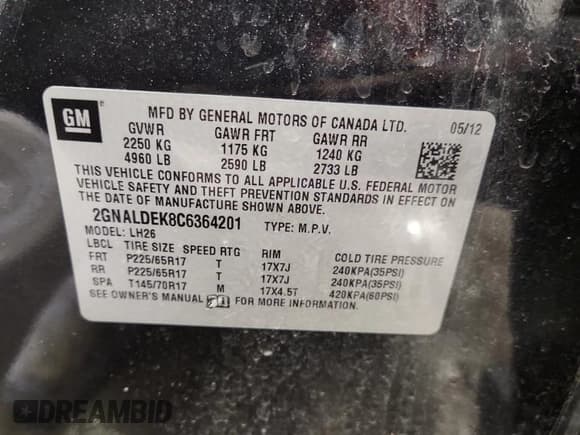 GM
MFD BY GENERAL MOTORS OF CANADA LTD. 05/12
GVWR GAWR FRT GAWR RR
2250 KG 1175 KG 1240 KG
4960 LB 2590 LB 2733 LB
THIS VEHICLE CONFORMS TO ALL APPLICABLE U.S. FEDERAL MOTOR
VEHICLE SAFETY AND THEFT PREVENTION STANDARDS IN EFFECT ON
THE DATE OF MANUFACTURE SHOWN ABOVE.
2GNALDEK8C6364201 TYPE: M.P.V.
MODEL: LH26
LBCL TIRE SIZE SPEED RTG RIM COLD TIRE PRESSURE
FRT P225/65R17 T 17X7J 240KPA(35PSI)
RR P225/65R17 T 17X7J 240KPA(35PSI)
SPA T145/70R17 M 17X4.5T 420KPA(60PSI)
SEE OWNER'S MANUAL FOR MORE INFORMATION.
DREAMBID